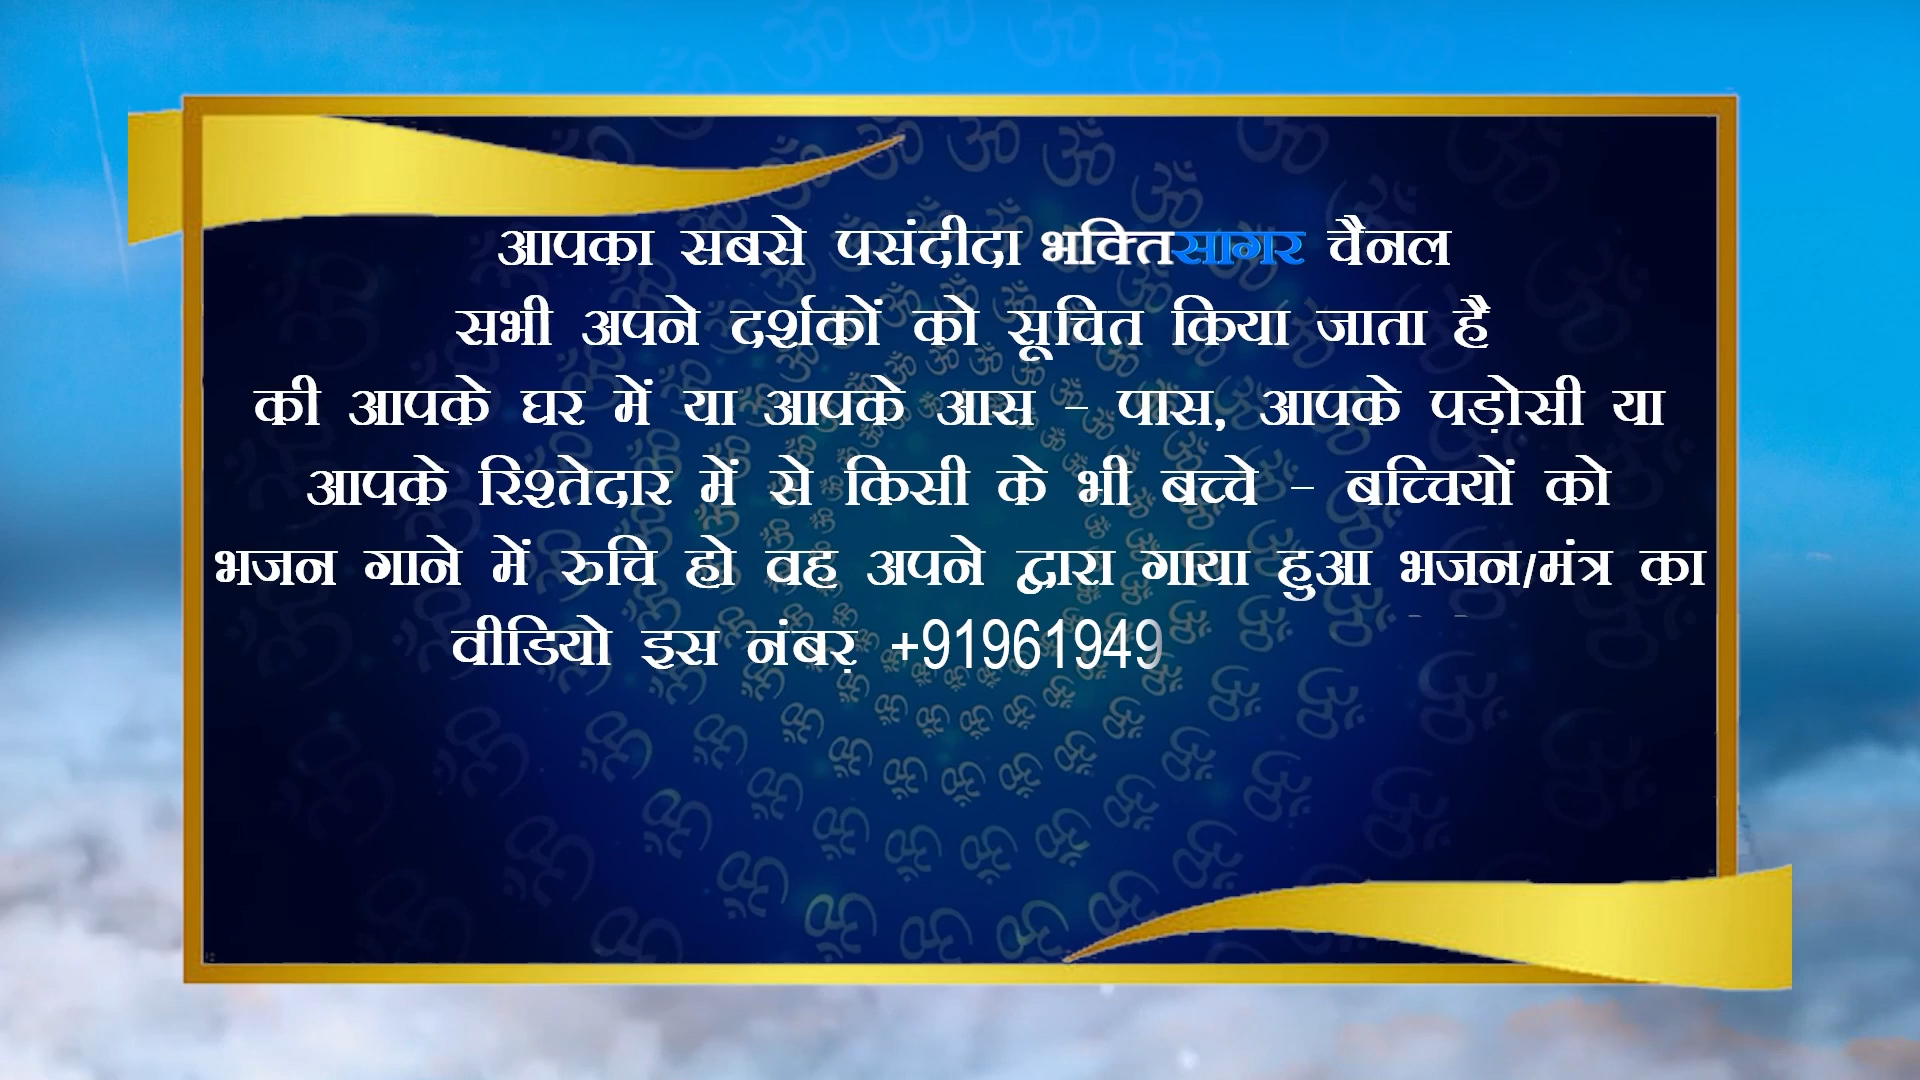 आपका सबसे पसंदीदा भक्तिसागर चैनल
सभी अपने दर्शकों को सूचित किया जाता है
की आपके घर में या आपके आस - पास, आपके पड़ोसी या
आपके रिश्तेदार में से किसी के भी बच्चे - बच्चियों को
भजन गाने में रुचि हो वह अपने द्वारा गाया हुआ भजन/मंत्र का
वीडियो इस नंबऱ +91961949